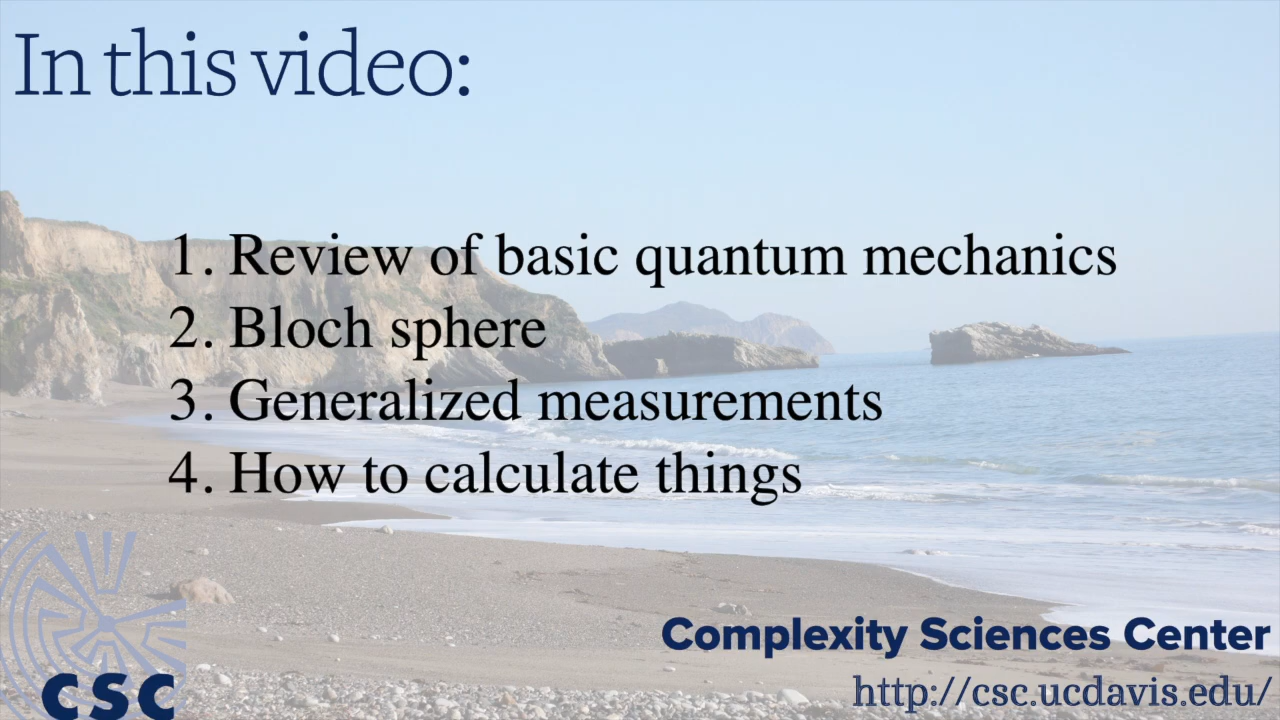 In this video:
1. Review of basic quantum mechanics
2. Bloch sphere
3. Generalized measurements
4. How to calculate things
Complexity Sciences Center
http://csc.ucdavis.edu/
CSC